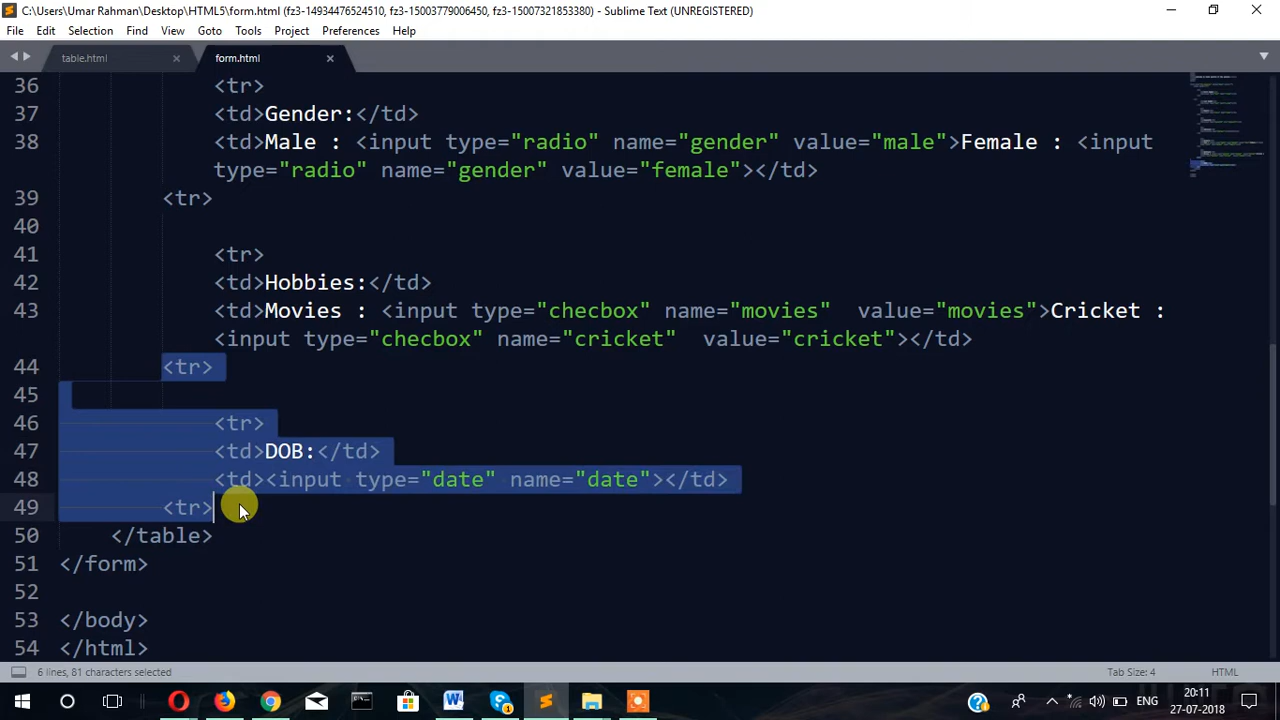 C:\Users\Umar Rahman\Desktop\HTML5\form.html (fz3-14934476524510, fz3-15003779006450, fz3-15007321853380) - Sublime Text (UNREGISTERED)
File Edit Selection Find View Goto Tools Project Preferences Help
table.html × form.html ×
36 <tr>
37 <td>Gender:</td>
38 <td>Male : <input type="radio" name="gender" value="male">Female : <input
type="radio" name="gender" value="female"></td>
39 <tr>
40
41 <tr>
42 <td>Hobbies:</td>
43 <td>Movies : <input type="checbox" name="movies" value="movies">Cricket :
<input type="checbox" name="cricket" value="cricket"></td>
44 <tr>
45
46 <tr>
47 <td>DOB:</td>
48 <td><input type="date" name="date"></td>
49 <tr>
50 </table>
51 </form>
52
53 </body>
54 </html>
6 lines, 81 characters selected Tab Size: 4 HTML
ENG 20:11
27-07-2018